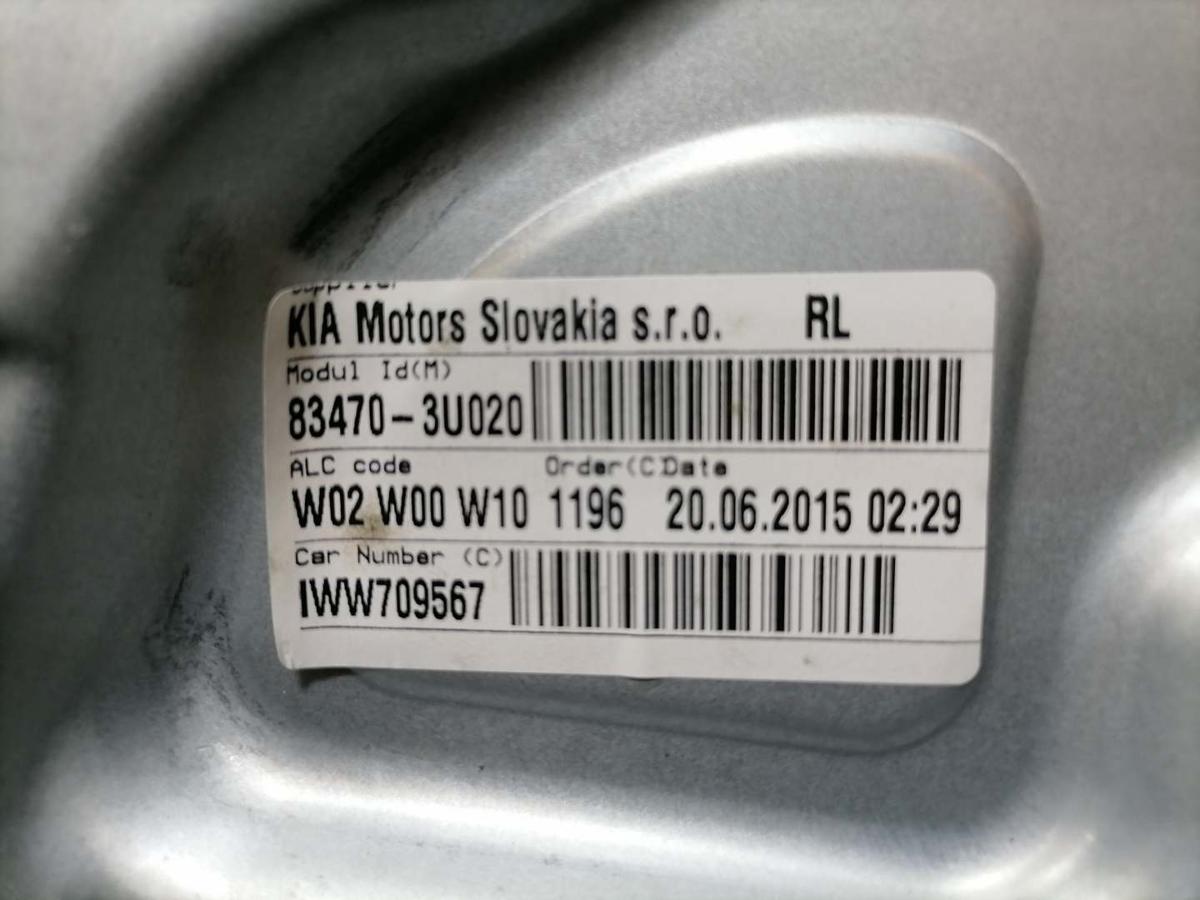 Supplier
KIA Motors Slovakia s.r.o. RL
Modul Id(M)
83470-3U020
ALC code Order(C)Date
W02 W00 W10 1196 20.06.2015 02:29
Car Number (C)
IWW709567